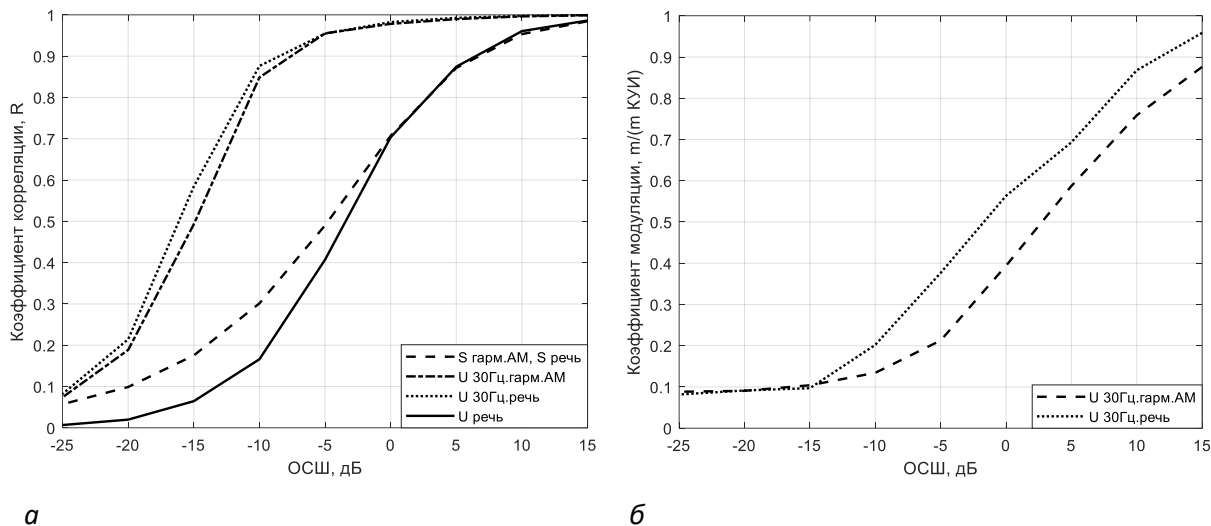 Коэффициент корреляции, R
1
0.9
0.8
0.7
0.6
0.5
0.4
0.3
0.2
0.1
0
-25 -20 -15 -10 -5 0 5 10 15
ОСШ, дБ
S гарм.АМ, S речь
U 30Гц.гарм.АМ
U 30Гц.речь
U речь
а
Коэффициент модуляции, m/(m КУИ)
1
0.9
0.8
0.7
0.6
0.5
0.4
0.3
0.2
0.1
0
-25 -20 -15 -10 -5 0 5 10 15
ОСШ, дБ
U 30Гц.гарм.АМ
U 30Гц.речь
б